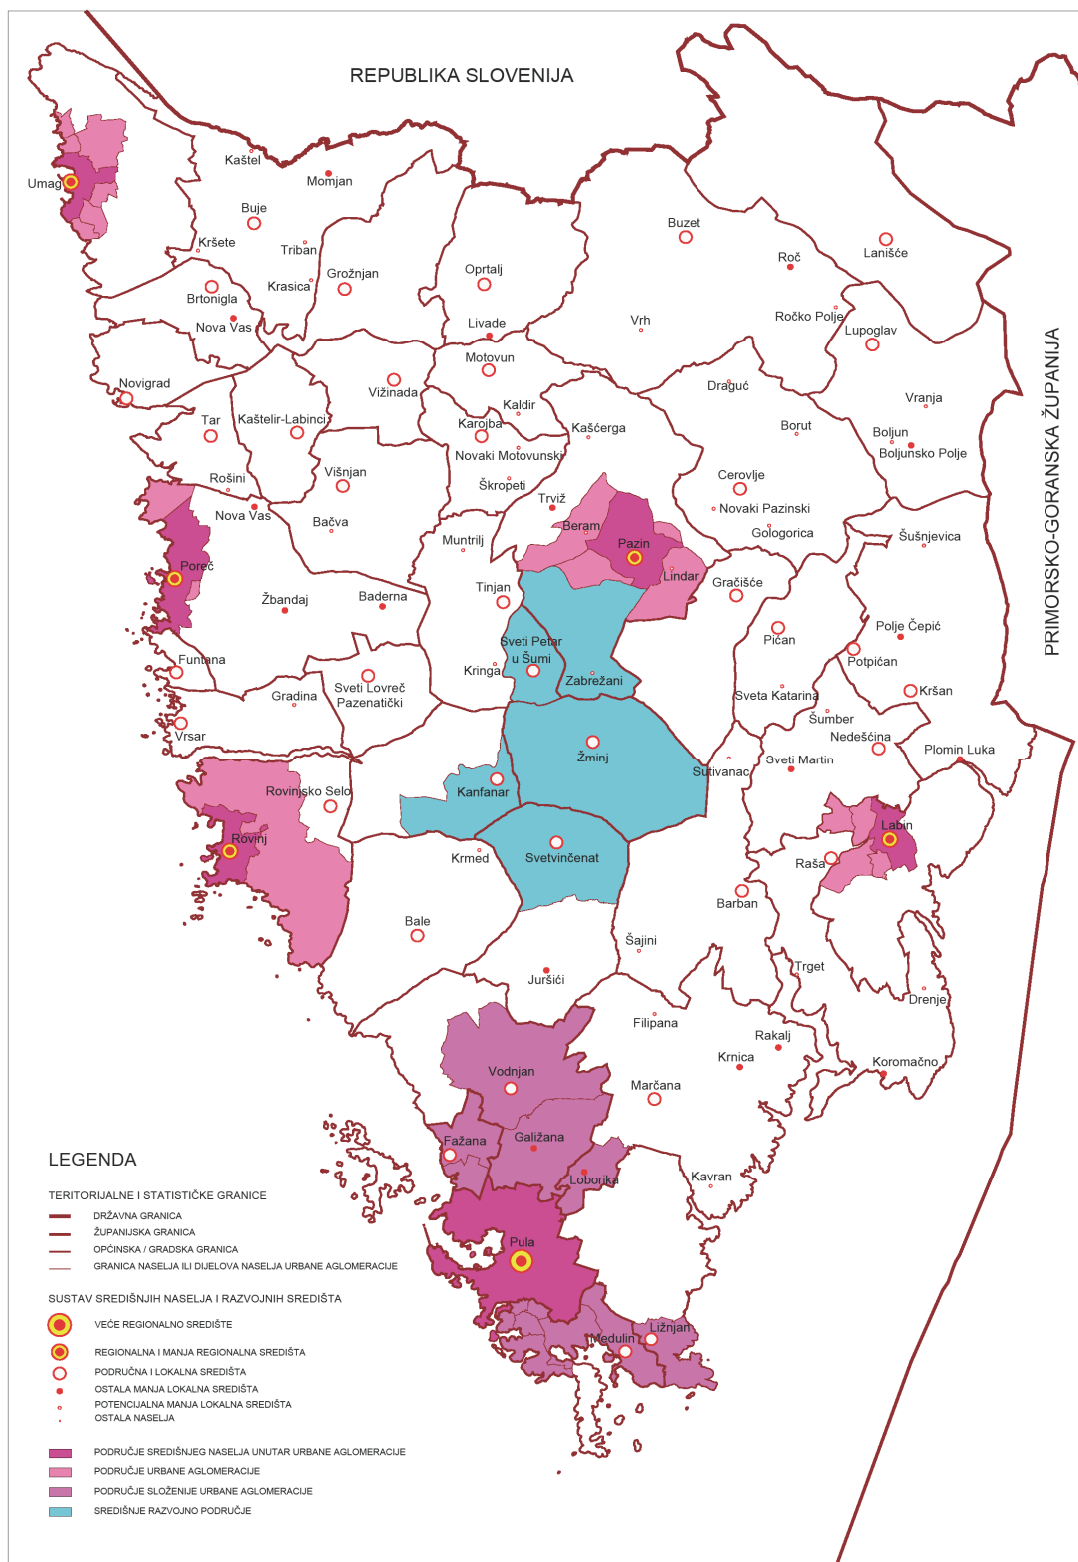 REPUBLIKA SLOVENIJA
PRIMORSKO-GORANSKA ŽUPANIJA
Kaštel
Momjan
Umag
Buje
Kršete
Triban
Krasica
Grožnjan
Brtonigla
Nova Vas
Oprtalj
Livade
Buzet
Roč
Lanišće
Ročko Polje
Lupoglav
Vrh
Motovun
Novigrad
Vižinada
Draguć
Vranja
Kaldir
Tar
Kaštelir-Labinci
Karojba
Kašćerga
Borut
Boljun
Boljunsko Polje
Novaki Motovunski
Višnjan
Rošini
Škropeti
Cerovlje
Nova Vas
Trviž
Novaki Pazinski
Bačva
Beram
Gologorica
Muntrilj
Pazin
Šušnjevica
Poreč
Lindar
Tinjan
Gračišće
Žbandaj
Baderna
Sveti Petar
u Šumi
Pićan
Polje Čepić
Funtana
Kringa
Potpićan
Sveti Lovreč
Pazenatički
Zabrežani
Gradina
Sveta Katarina
Kršan
Šumber
Vrsar
Nedešćina
Žminj
Plomin Luka
Sutivanac
Sveti Martin
Rovinjsko Selo
Kanfanar
Labin
Rovinj
Krmed
Svetvinčenat
Raša
Barban
Bale
Šajini
Trget
Juršići
Drenje
Filipana
Rakalj
Krnica
Koromačno
Vodnjan
Marčana
Fažana
Galižana
Loborika
Kavran
Pula
Ližnjan
Medulin
LEGENDA
TERITORIJALNE I STATISTIČKE GRANICE
DRŽAVNA GRANICA
ŽUPANIJSKA GRANICA
OPĆINSKA / GRADSKA GRANICA
GRANICA NASELJA ILI DIJELOVA NASELJA URBANE AGLOMERACIJE
SUSTAV SREDIŠNJIH NASELJA I RAZVOJNIH SREDIŠTA
VEĆE REGIONALNO SREDIŠTE
REGIONALNA I MANJA REGIONALNA SREDIŠTA
PODRUČNA I LOKALNA SREDIŠTA
OSTALA MANJA LOKALNA SREDIŠTA
POTENCIJALNA MANJA LOKALNA SREDIŠTA
OSTALA NASELJA
PODRUČJE SREDIŠNJEG NASELJA UNUTAR URBANE AGLOMERACIJE
PODRUČJE URBANE AGLOMERACIJE
PODRUČJE SLOŽENIJE URBANE AGLOMERACIJE
SREDIŠNJE RAZVOJNO PODRUČJE